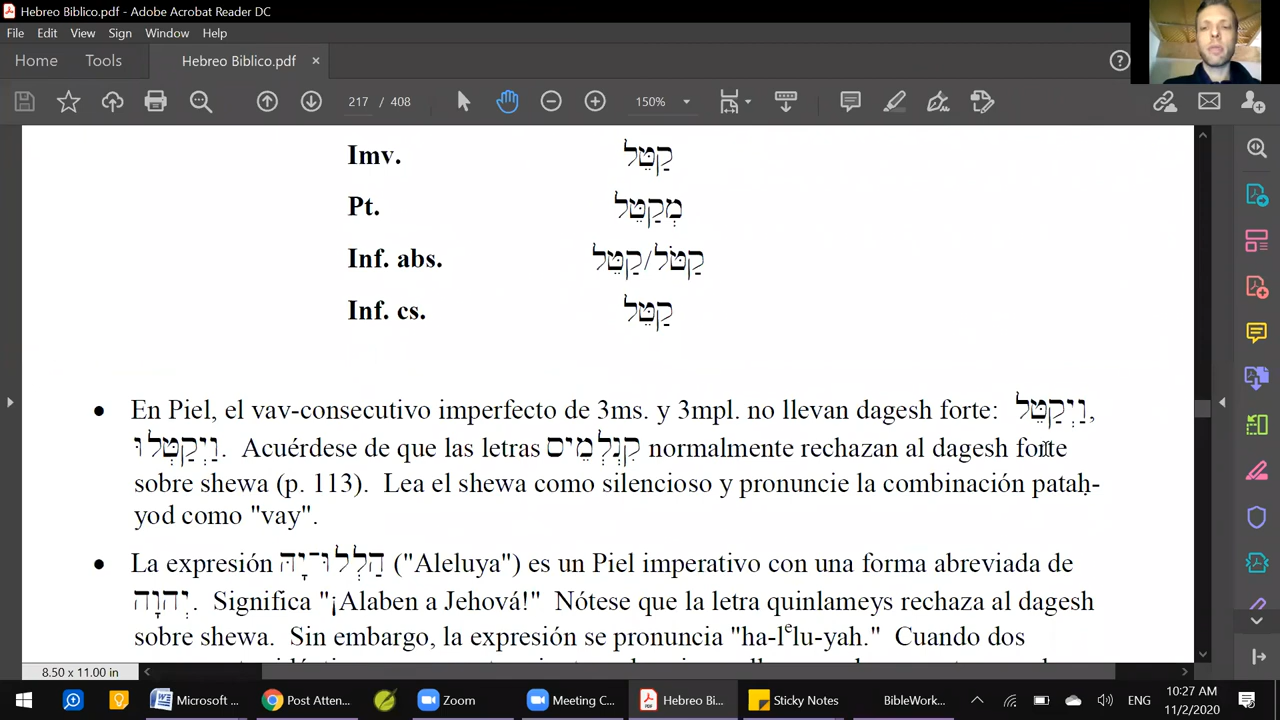 Hebreo Biblico.pdf - Adobe Acrobat Reader DC
File Edit View Sign Window Help
Home Tools Hebreo Biblico.pdf ×
217 / 408 150%
Imv. קַטֵּל
Pt. מְקַטֵּל
Inf. abs. קַטֹּל/קַטֵּל
Inf. cs. קַטֵּל
• En Piel, el vav-consecutivo imperfecto de 3ms. y 3mpl. no llevan dagesh forte: וַיְקַטֵּל,
וַיְקַטְּלוּ. Acuérdese de que las letras קִנְלְמֵיס normalmente rechazan al dagesh forte
sobre shewa (p. 113). Lea el shewa como silencioso y pronuncie la combinación pataḥ-
yod como "vay".
• La expresión הַלְלוּ־יָהּ ("Aleluya") es un Piel imperativo con una forma abreviada de
יְהוָה. Significa "¡Alaben a Jehová!" Nótese que la letra quinlameys rechaza al dagesh
sobre shewa. Sin embargo, la expresión se pronuncia "ha-lᵉlu-yah." Cuando dos
8.50 x 11.00 in
Microsoft ... Post Atten... Zoom Meeting C... Hebreo Bi... Sticky Notes BibleWork... ENG 10:27 AM
11/2/2020